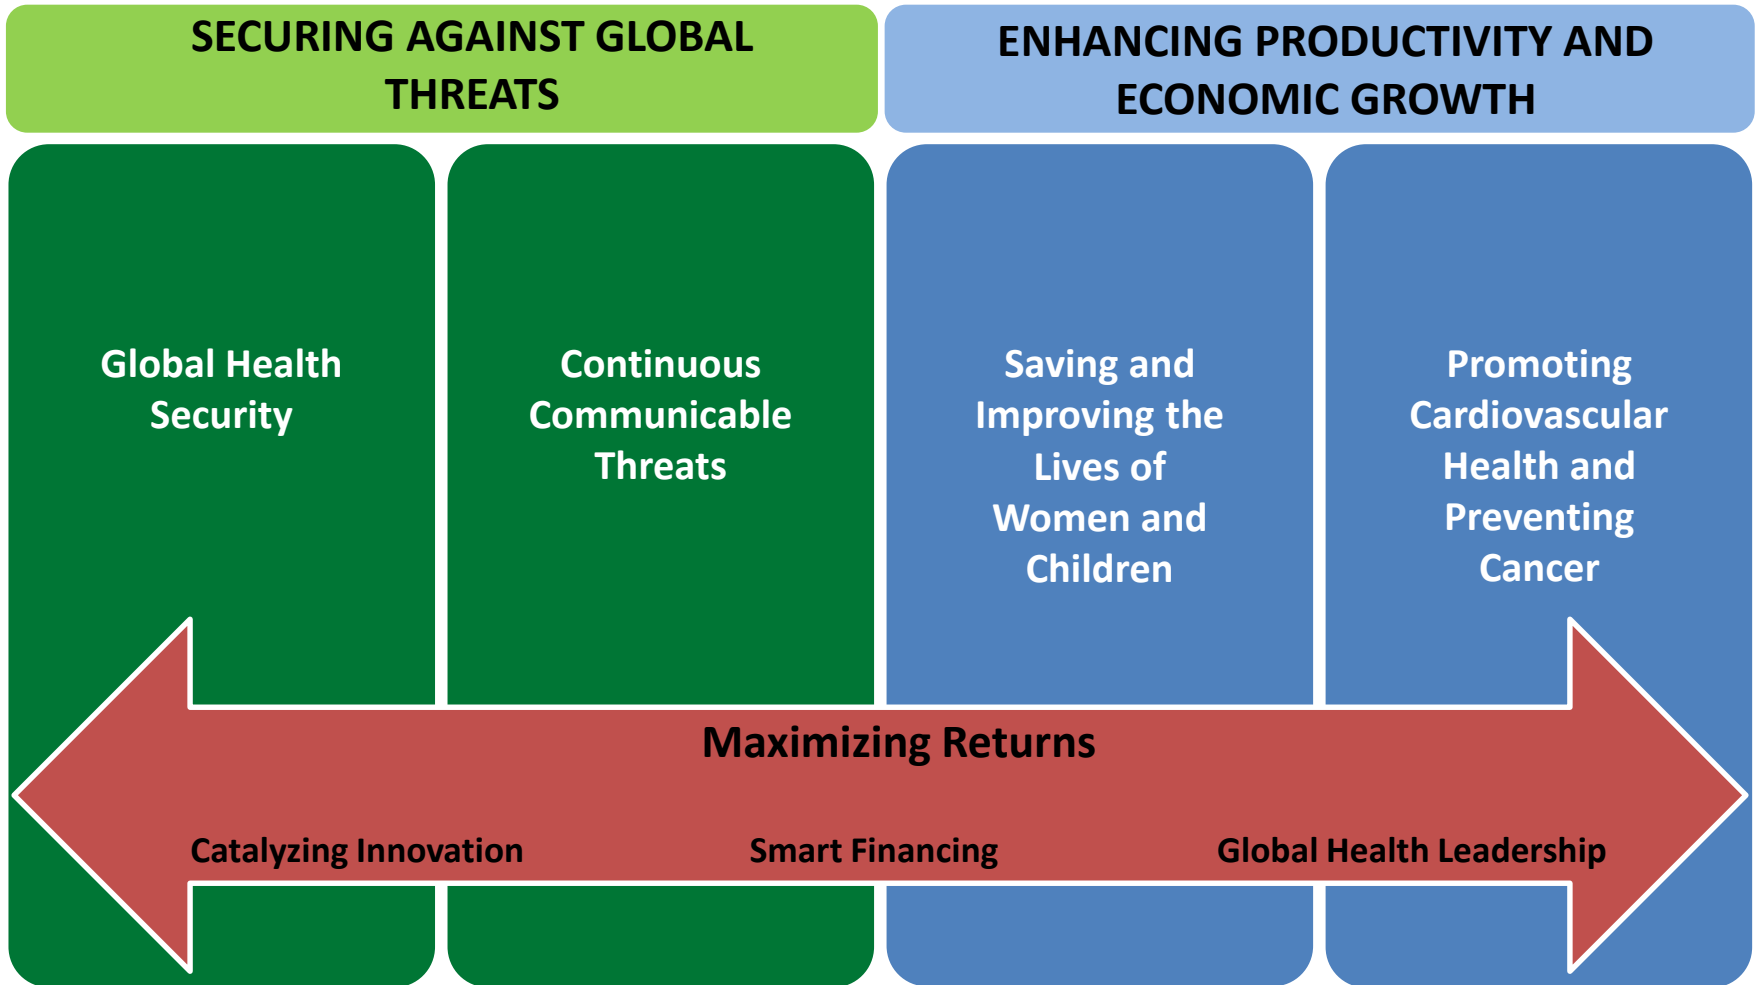 SECURING AGAINST GLOBAL
THREATS
ENHANCING PRODUCTIVITY AND
ECONOMIC GROWTH
Global Health
Security
Continuous
Communicable
Threats
Saving and
Improving the
Lives of
Women and
Children
Promoting
Cardiovascular
Health and
Preventing
Cancer
Maximizing Returns
Catalyzing Innovation
Smart Financing
Global Health Leadership